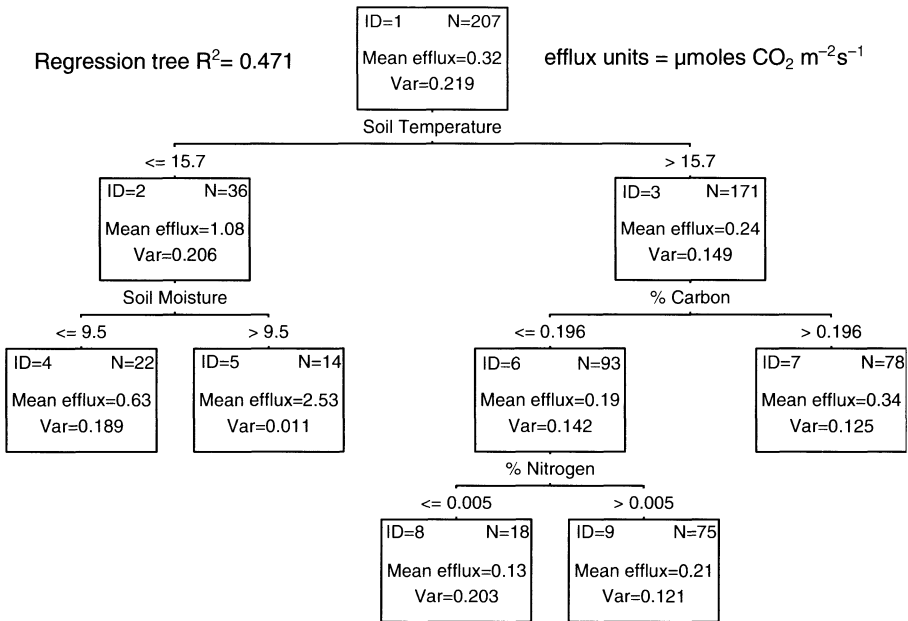 Regression tree R²= 0.471
ID=1 N=207
Mean efflux=0.32
Var=0.219
efflux units = μmoles CO₂ m⁻²s⁻¹
Soil Temperature
<= 15.7
> 15.7
ID=2 N=36
Mean efflux=1.08
Var=0.206
ID=3 N=171
Mean efflux=0.24
Var=0.149
Soil Moisture
% Carbon
<= 9.5
> 9.5
<= 0.196
> 0.196
ID=4 N=22
Mean efflux=0.63
Var=0.189
ID=5 N=14
Mean efflux=2.53
Var=0.011
ID=6 N=93
Mean efflux=0.19
Var=0.142
ID=7 N=78
Mean efflux=0.34
Var=0.125
% Nitrogen
<= 0.005
> 0.005
ID=8 N=18
Mean efflux=0.13
Var=0.203
ID=9 N=75
Mean efflux=0.21
Var=0.121